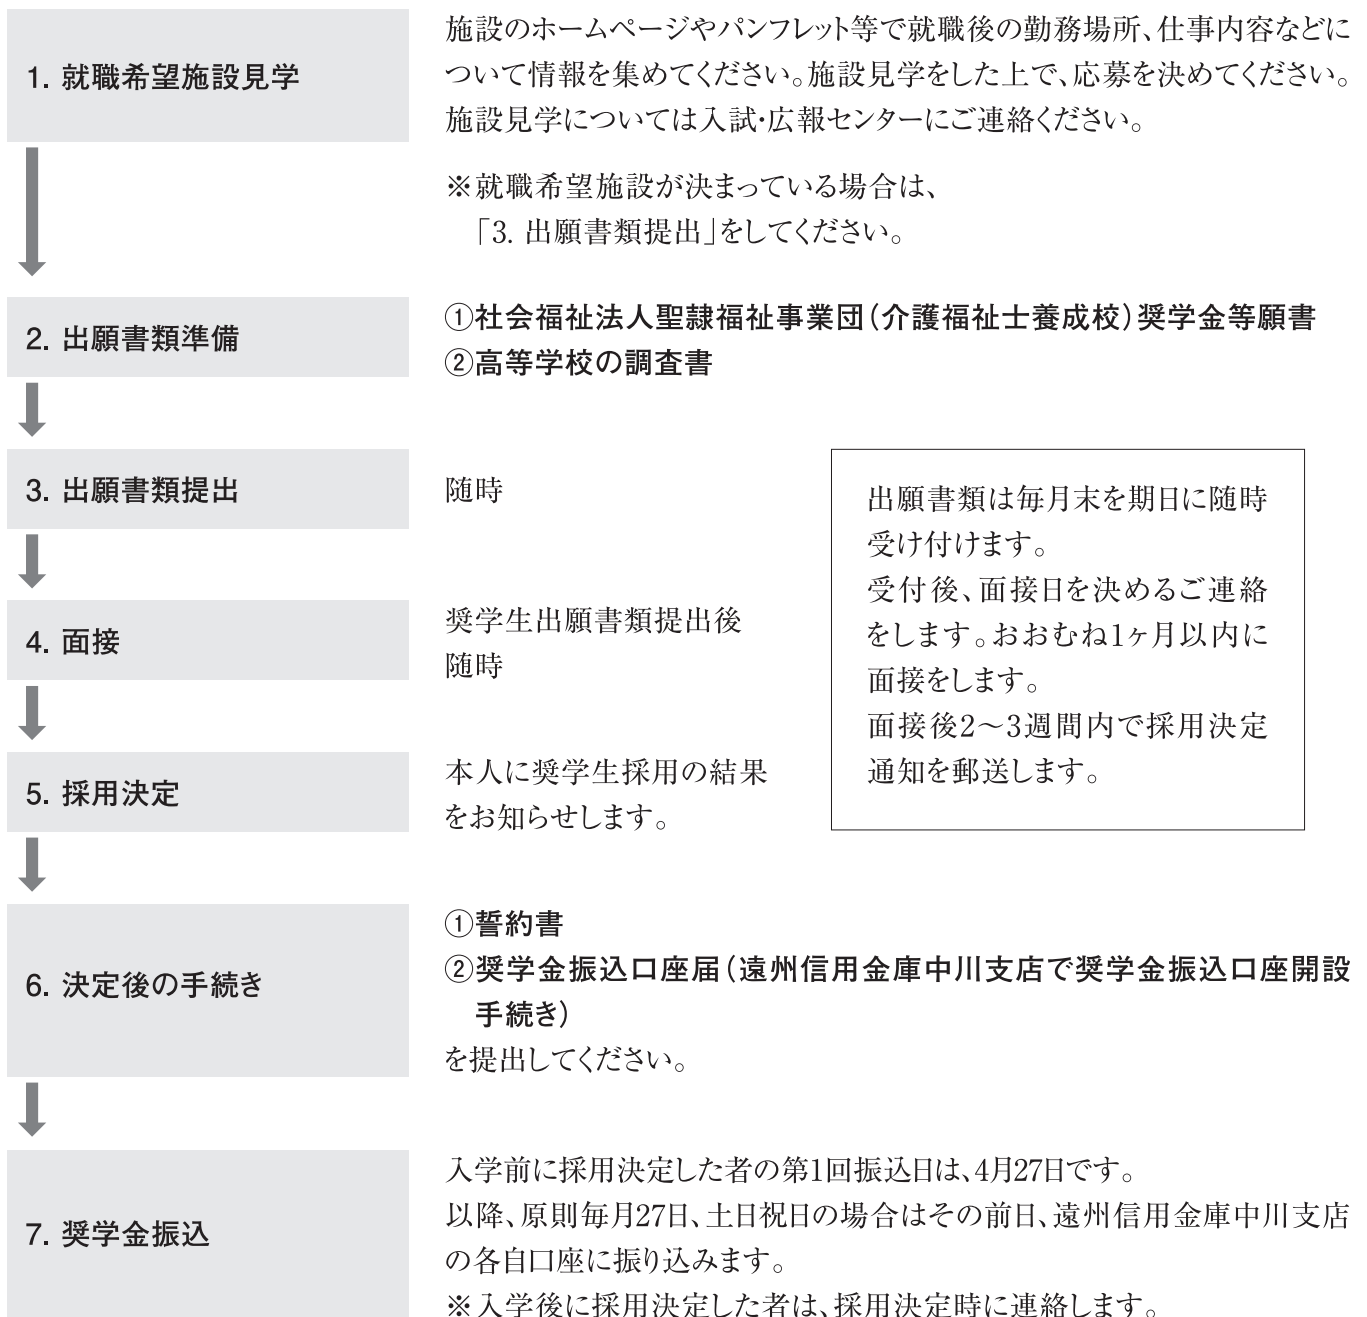 1. 就職希望施設見学
施設のホームページやパンフレット等で就職後の勤務場所、仕事内容などに
ついて情報を集めてください。施設見学をした上で、応募を決めてください。
施設見学については入試・広報センターにご連絡ください。
※就職希望施設が決まっている場合は、
「3. 出願書類提出」をしてください。
2. 出願書類準備
①社会福祉法人聖隷福祉事業団(介護福祉士養成校)奨学金等願書
②高等学校の調査書
3. 出願書類提出
随時
4. 面接
奨学生出願書類提出後
随時
5. 採用決定
本人に奨学生採用の結果
をお知らせします。
出願書類は毎月末を期日に随時
受け付けます。
受付後、面接日を決めるご連絡
をします。おおむね1ヶ月以内に
面接をします。
面接後2～3週間内で採用決定
通知を郵送します。
6. 決定後の手続き
①誓約書
②奨学金振込口座届(遠州信用金庫中川支店で奨学金振込口座開設
手続き)
を提出してください。
7. 奨学金振込
入学前に採用決定した者の第1回振込日は、4月27日です。
以降、原則毎月27日、土日祝日の場合はその前日、遠州信用金庫中川支店
の各自口座に振り込みます。
※入学後に採用決定した者は、採用決定時に連絡します。